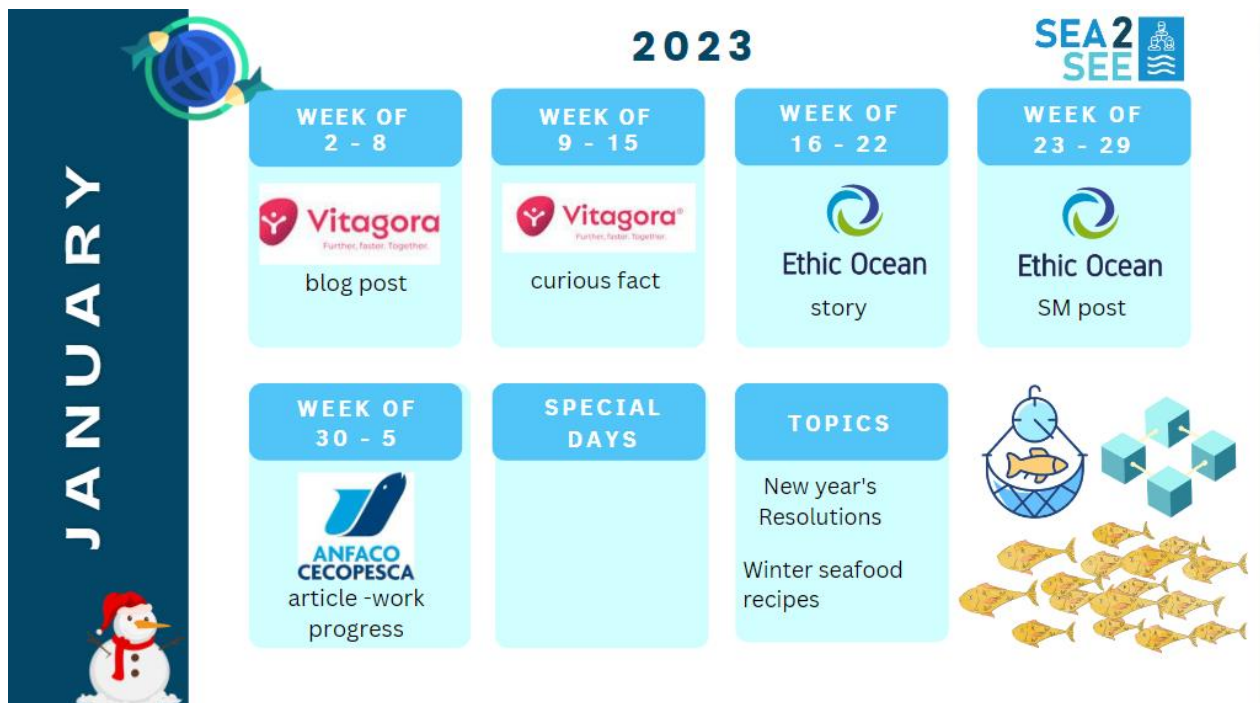 JANUARY
2023
SEA2
SEE
WEEK OF
2 - 8
Vitagora
Further, faster. Together.
blog post
WEEK OF
9 - 15
Vitagora®
Further, faster. Together.
curious fact
WEEK OF
16 - 22
Ethic Ocean
story
WEEK OF
23 - 29
Ethic Ocean
SM post
WEEK OF
30 - 5
ANFACO
CECOPESCA
article -work
progress
SPECIAL
DAYS
TOPICS
New year's
Resolutions
Winter seafood
recipes